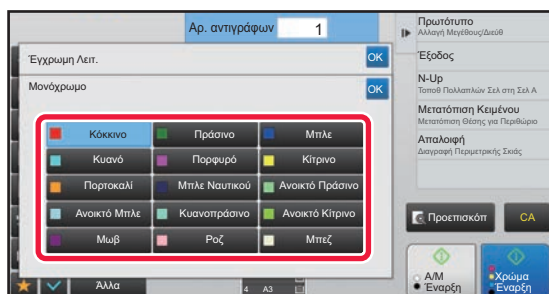 Αρ. αντιγράφων 1
Έγχρωμη Λειτ. OK
Μονόχρωμο OK
Κόκκινο Πράσινο Μπλε
Κυανό Πορφυρό Κίτρινο
Πορτοκαλί Μπλε Ναυτικού Ανοικτό Πράσινο
Ανοικτό Μπλε Κυανοπράσινο Ανοικτό Κίτρινο
Μωβ Ροζ Μπεζ
Άλλα
4 A3
Πρωτότυπο
Αλλαγή Μεγέθους/Διεύθ
Έξοδος
N-Up
Τοποθ Πολλαπλών Σελ στη Σελ A
Μετατόπιση Κειμένου
Μετατόπιση Θέσης για Περιθώριο
Απαλοιφή
Διαγραφή Περιμετρικής Σκιάς
Προεπισκόπ CA
Α/Μ
Έναρξη
Χρώμα
Έναρξη